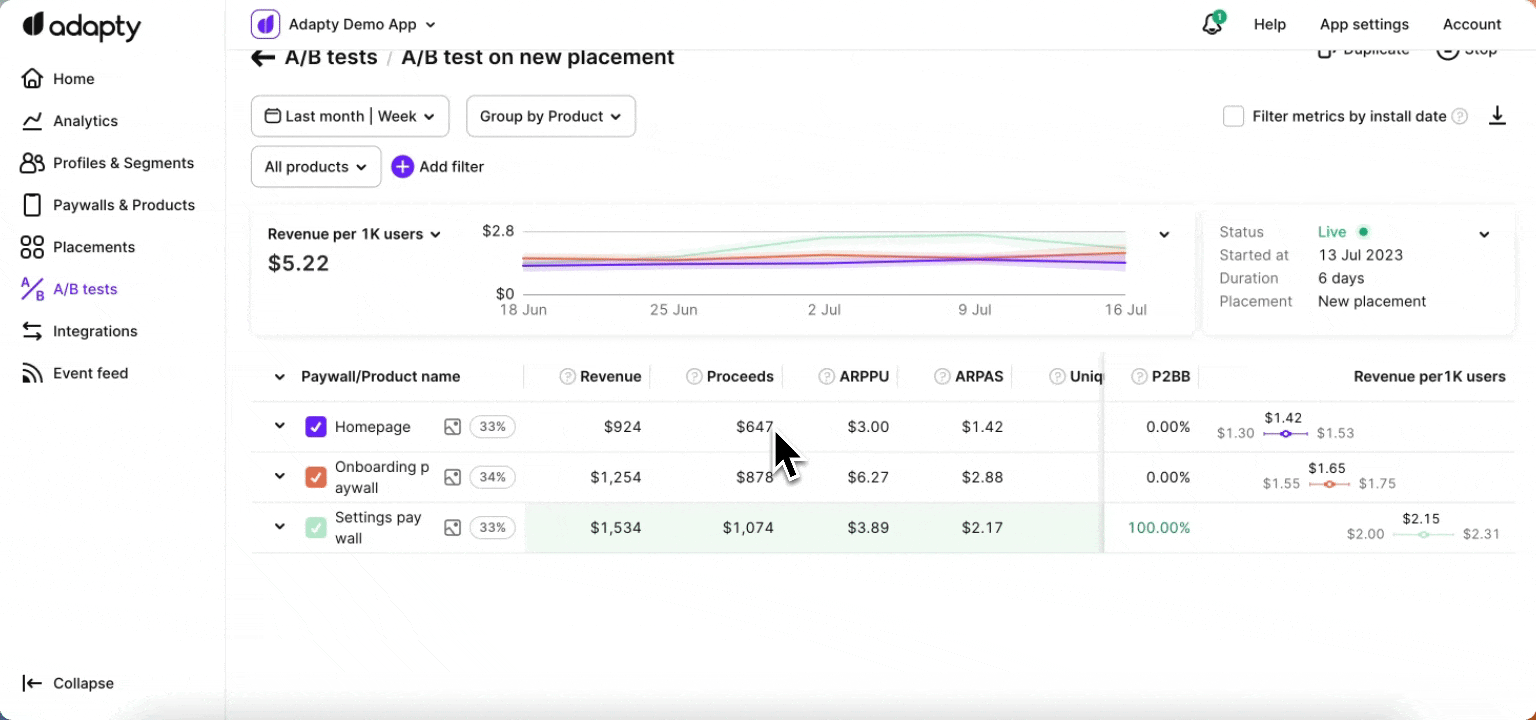 adapty
Adapty Demo App
1
Help
App settings
Account
Home
Analytics
Profiles & Segments
Paywalls & Products
Placements
A/B tests
Integrations
Event feed
Collapse
A/B tests / A/B test on new placement
Duplicate
Stop
Last month | Week
Group by Product
Filter metrics by install date ?
All products
+ Add filter
Revenue per 1K users
$5.22
$2.8
$0
18 Jun 25 Jun 2 Jul 9 Jul 16 Jul
Status Live
Started at 13 Jul 2023
Duration 6 days
Placement New placement
Paywall/Product name ? Revenue ? Proceeds ? ARPPU ? ARPAS ? Uniq ? P2BB Revenue per1K users
Homepage 33% $924 $647 $3.00 $1.42 0.00% $1.30 $1.42 $1.53
Onboarding p
aywall
34% $1,254 $878 $6.27 $2.88 0.00% $1.55 $1.65 $1.75
Settings pay
wall
33% $1,534 $1,074 $3.89 $2.17 100.00% $2.00 $2.15 $2.31